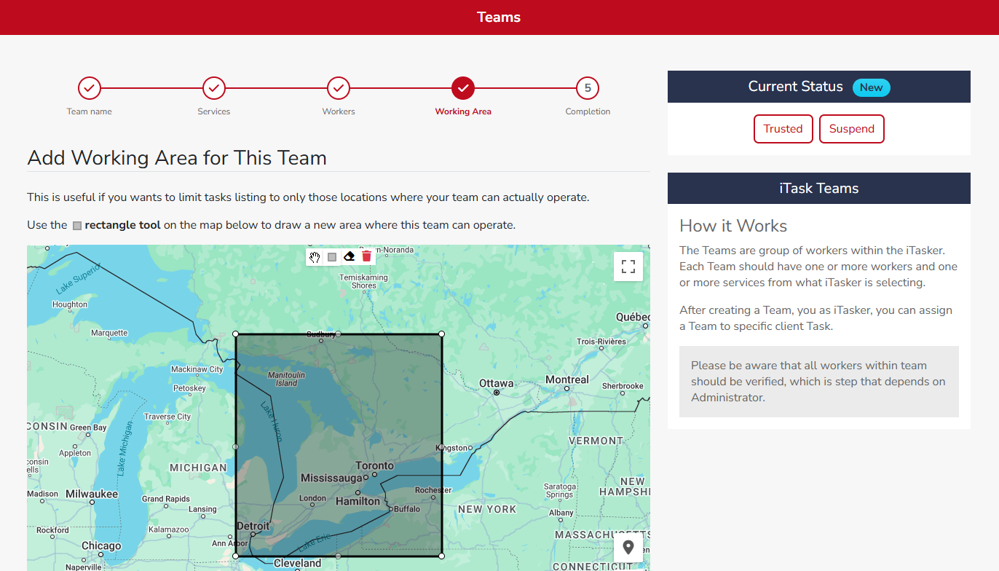 Teams
Team name
Services
Workers
Working Area
5
Completion
Add Working Area for This Team
This is useful if you wants to limit tasks listing to only those locations where your team can actually operate.
Use the rectangle tool on the map below to draw a new area where this team can operate.
Lake Superior
Houghton
Marquette
Temiskaming
Shores
Sudbury
Québec
Trois-Rivières
Mackinaw City
Manitoulin
Island
Ottawa
Montreal
Sherbrooke
Petoskey
Traverse City
Lake Huron
CONSIN
Green Bay
Appleton
Lake Michigan
Kingston
VERMONT
MICHIGAN
Toronto
Mississauga
Madison
Milwaukee
Grand Rapids
London
Hamilton
Rochester
Saratoga
Springs
NEW
HAMPSHI
Lansing
Buffalo
NEW YORK
Albany
Rockford
Kalamazoo
Detroit
Ann Arbor
MASSACHUSETTS
Chicago
Lake Erie
Naperville
Cleveland
CONNECTICUT
Current Status
New
Trusted
Suspend
iTask Teams
How it Works
The Teams are group of workers within the iTasker.
Each Team should have one or more workers and one
or more services from what iTasker is selecting.
After creating a Team, you as iTasker, you can assign
a Team to specific client Task.
Please be aware that all workers within team
should be verified, which is step that depends on
Administrator.